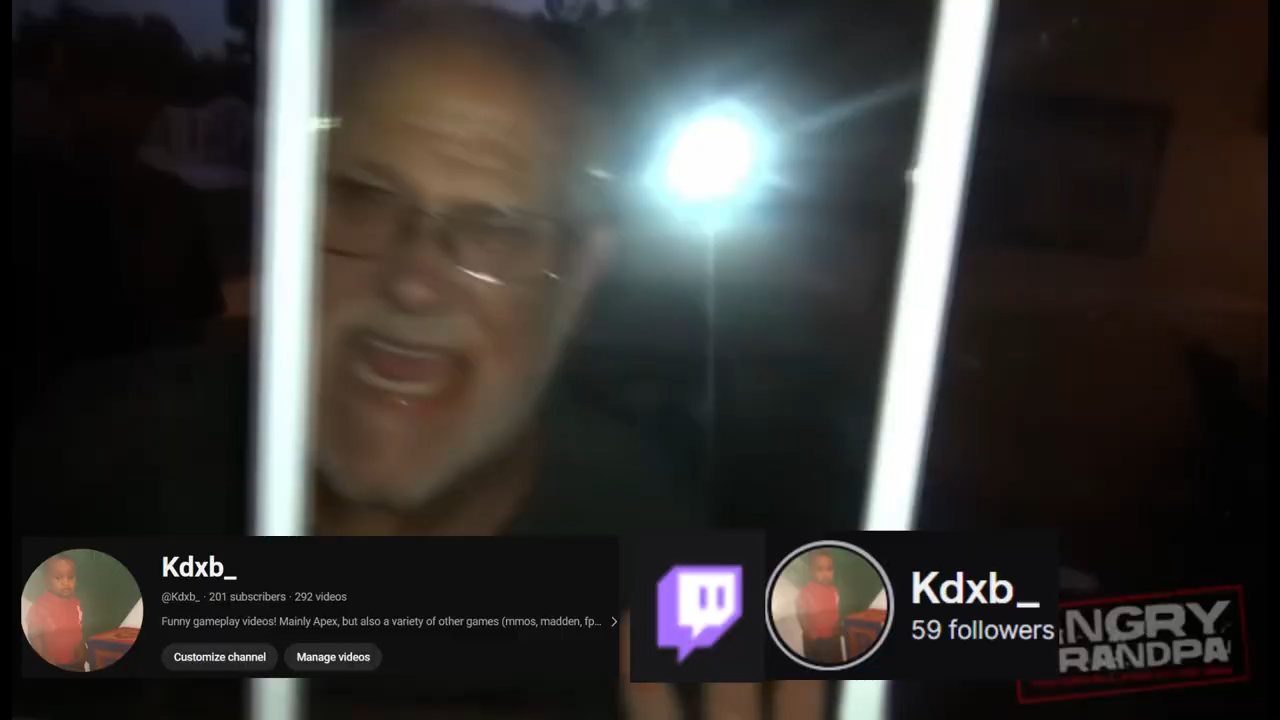 Kdxb_
@Kdxb_ · 201 subscribers · 292 videos
Funny gameplay videos! Mainly Apex, but also a variety of other games (mmos, madden, fp...
Customize channel
Manage videos
Kdxb_
59 followers
NGRY
RANDPA